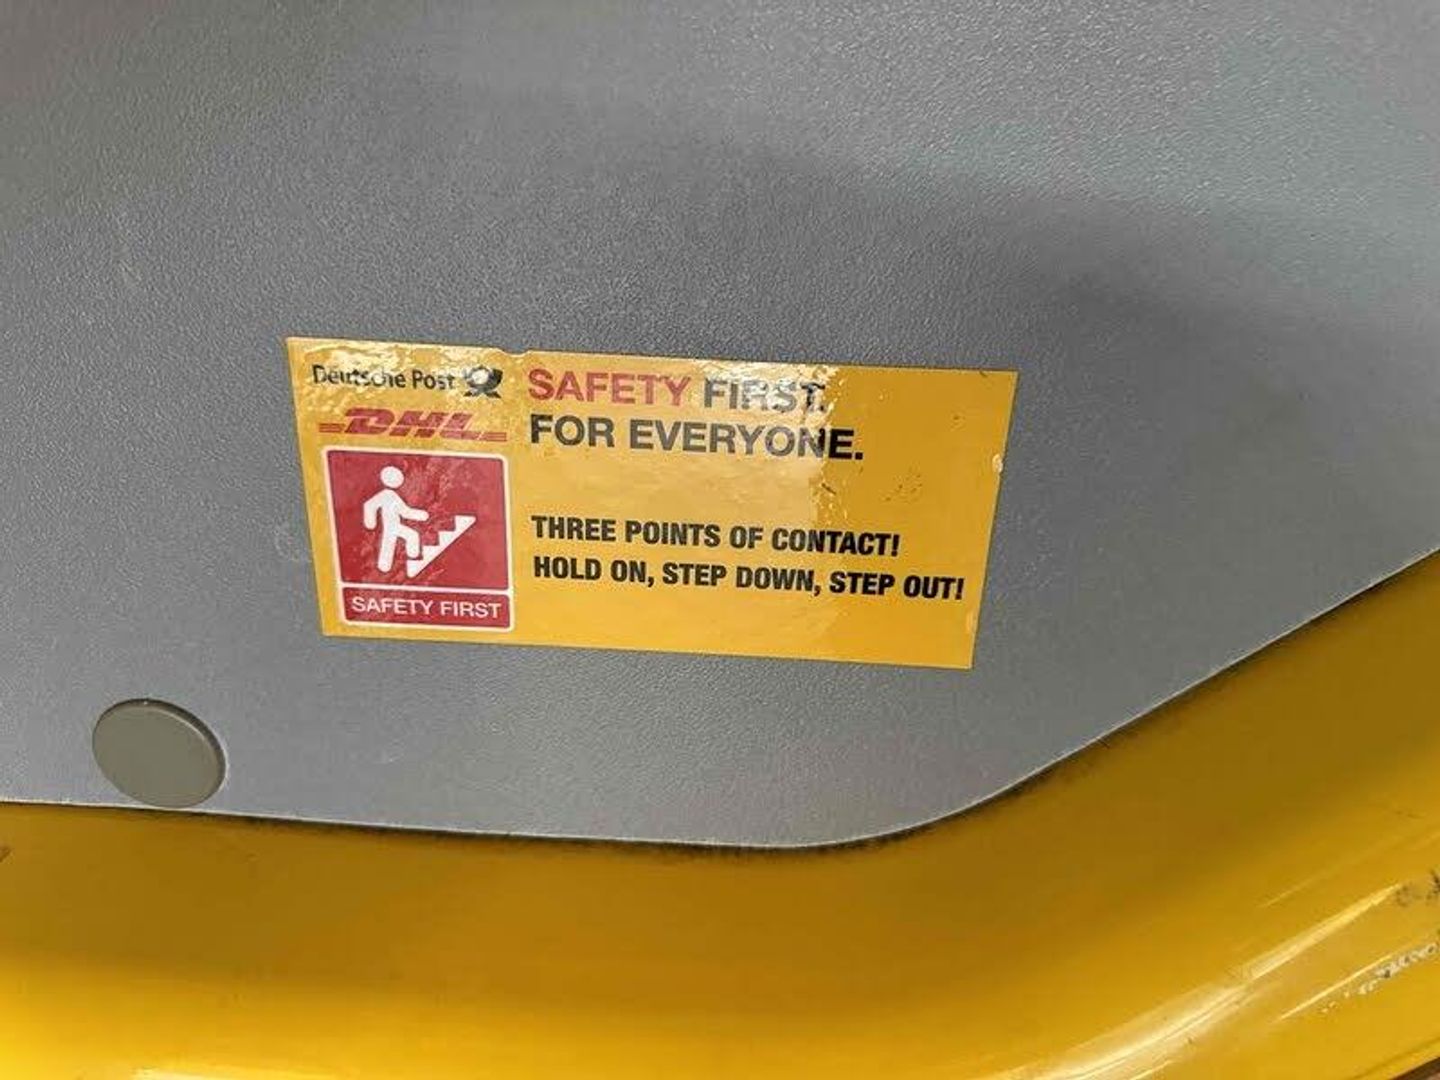 Deutsche Post
DHL
SAFETY FIRST
SAFETY FIRST.
FOR EVERYONE.
THREE POINTS OF CONTACT!
HOLD ON, STEP DOWN, STEP OUT!